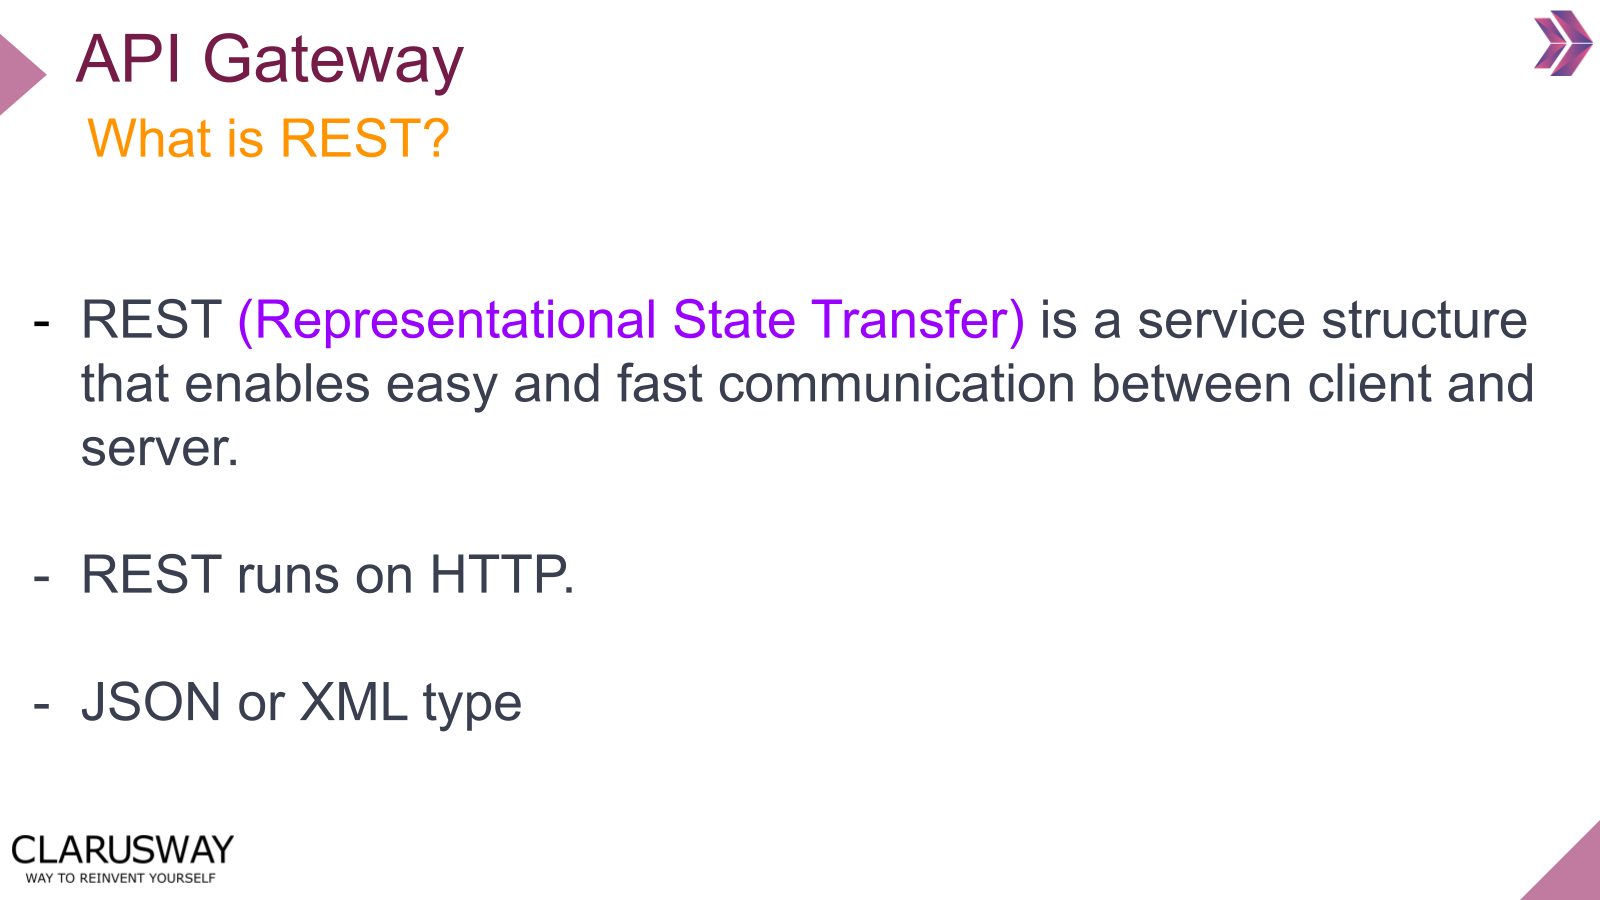 API Gateway
What is REST?
- REST (Representational State Transfer) is a service structure
that enables easy and fast communication between client and
server.
- REST runs on HTTP.
- JSON or XML type
CLARUSWAY
WAY TO REINVENT YOURSELF